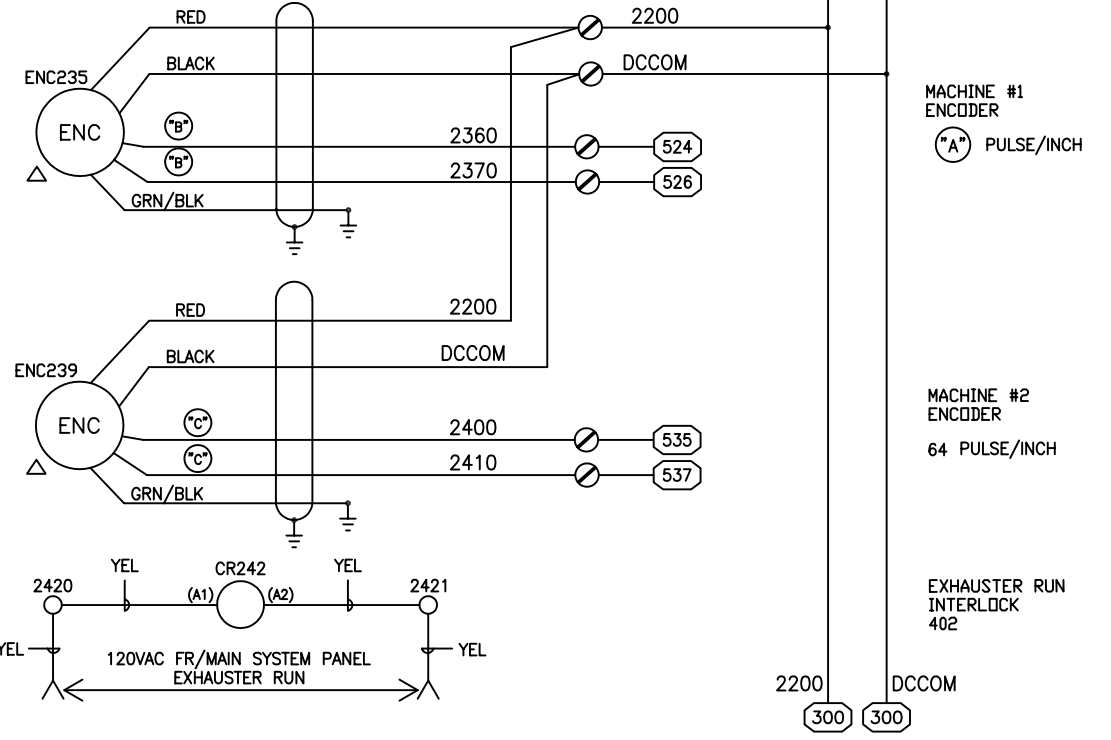 RED
2200
BLACK
DCCOM
ENC235
MACHINE #1
ENCODER
ENC
"B"
2360
524
"A" PULSE/INCH
"B"
2370
526
GRN/BLK
RED
2200
BLACK
DCCOM
ENC239
MACHINE #2
ENCODER
ENC
"C"
2400
535
64 PULSE/INCH
"C"
2410
537
GRN/BLK
YEL
CR242
YEL
2420
(A1)
(A2)
2421
EXHAUSTER RUN
INTERLOCK
402
YEL
YEL
120VAC FR/MAIN SYSTEM PANEL
EXHAUSTER RUN
2200
DCCOM
300
300